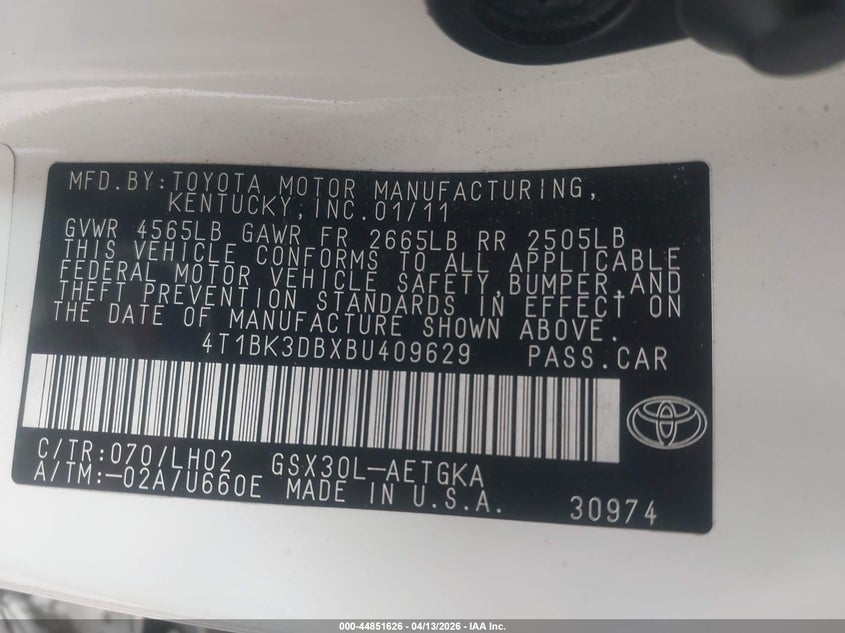 MFD.BY:TOYOTA MOTOR MANUFACTURING,
KENTUCKY,INC.01/11
GVWR 4565LB GAWR FR 2665LB RR 2505LB
THIS VEHICLE CONFORMS TO ALL APPLICABLE
FEDERAL MOTOR VEHICLE SAFETY,BUMPER,AND
THEFT PREVENTION STANDARDS IN EFFECT ON
THE DATE OF MANUFACTURE SHOWN ABOVE.
4T1BK3DBXBU409629 PASS.CAR
C/TR:070/LH02 GSX30L-AETGKA
A/TM:-02A/U660E MADE IN U.S.A.
30974
000-44851626 | 04/13/2026 | IAA Inc.